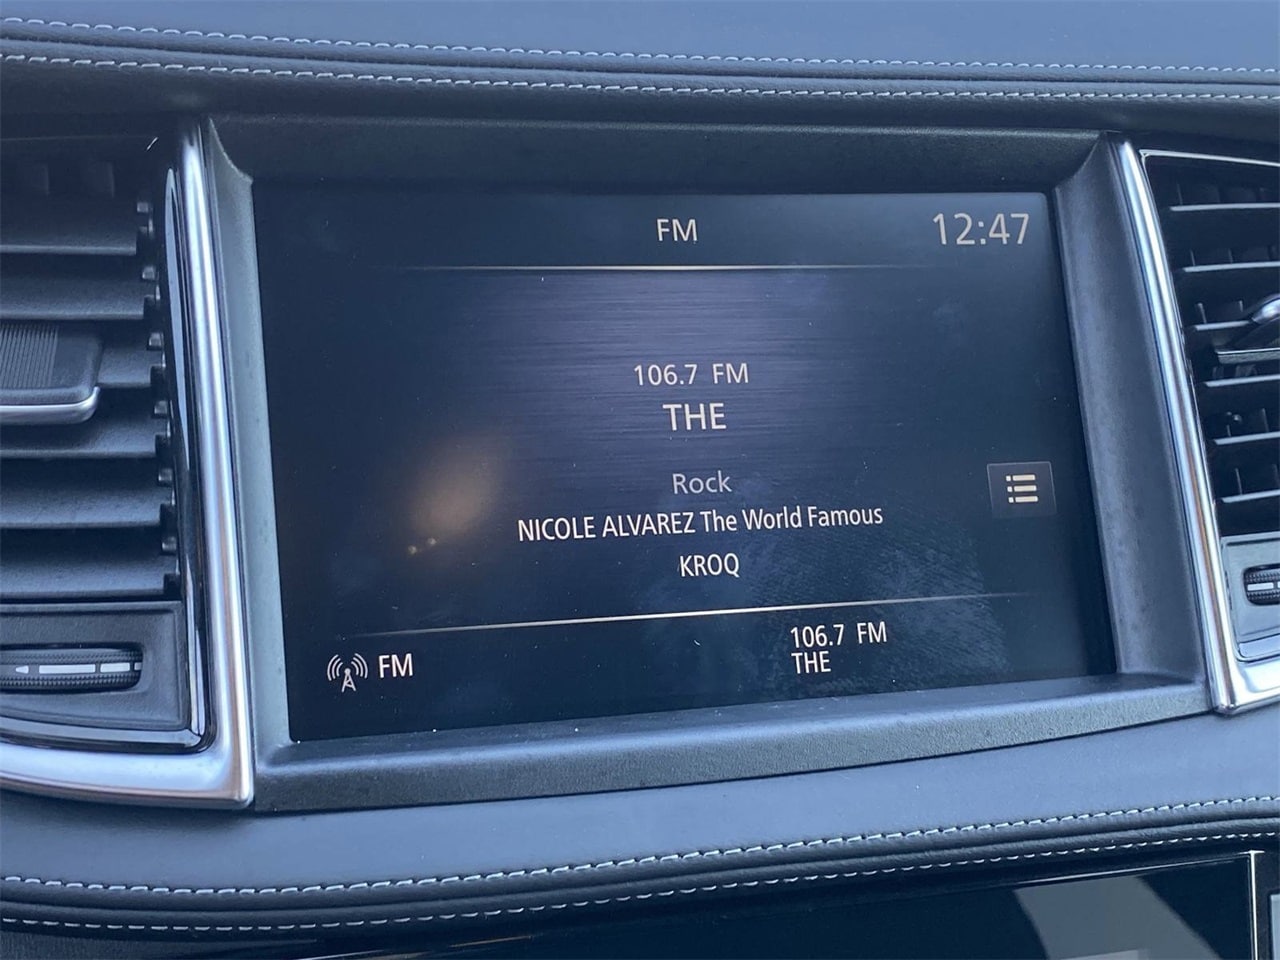 FM 12:47
106.7 FM
THE
Rock
NICOLE ALVAREZ The World Famous
KROQ
FM
106.7 FM
THE